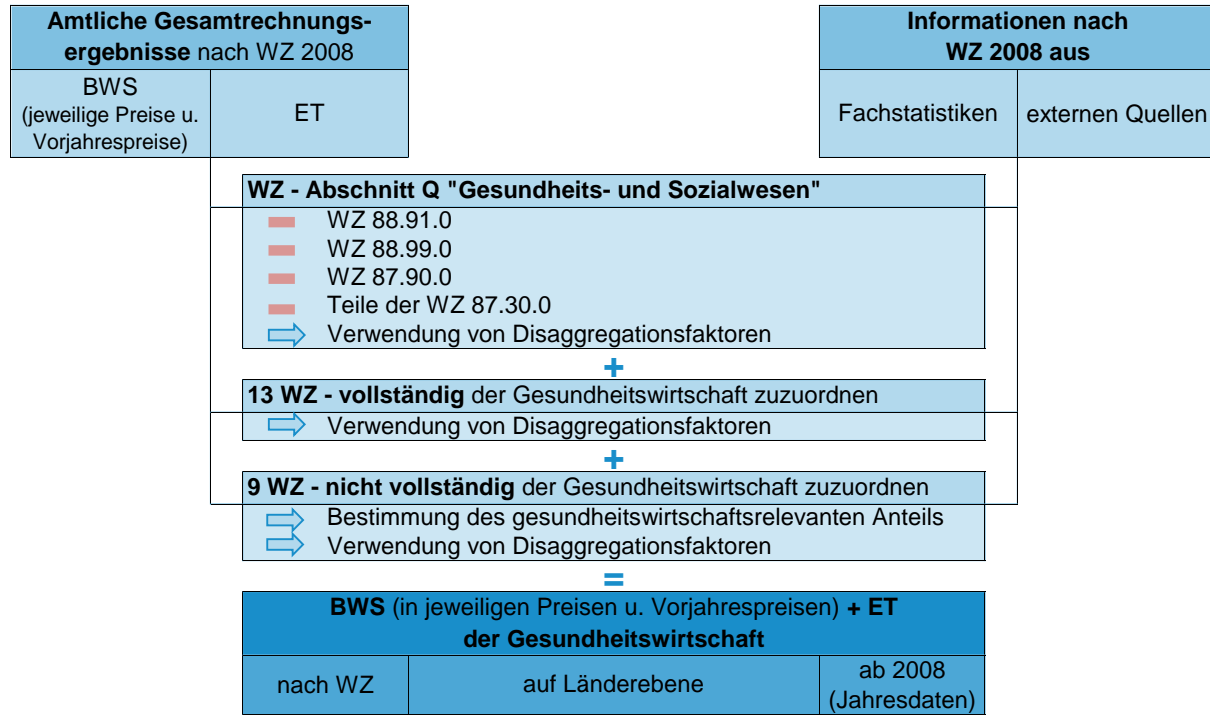 Amtliche Gesamtrechnungs-
ergebnisse nach WZ 2008
BWS
(jeweilige Preise u.
Vorjahrespreise)
ET
Informationen nach
WZ 2008 aus
Fachstatistiken
externen Quellen
WZ - Abschnitt Q "Gesundheits- und Sozialwesen"
WZ 88.91.0
WZ 88.99.0
WZ 87.90.0
Teile der WZ 87.30.0
Verwendung von Disaggregationsfaktoren
+
13 WZ - vollständig der Gesundheitswirtschaft zuzuordnen
Verwendung von Disaggregationsfaktoren
+
9 WZ - nicht vollständig der Gesundheitswirtschaft zuzuordnen
Bestimmung des gesundheitswirtschaftsrelevanten Anteils
Verwendung von Disaggregationsfaktoren
=
BWS (in jeweiligen Preisen u. Vorjahrespreisen) + ET
der Gesundheitswirtschaft
nach WZ
auf Länderebene
ab 2008
(Jahresdaten)